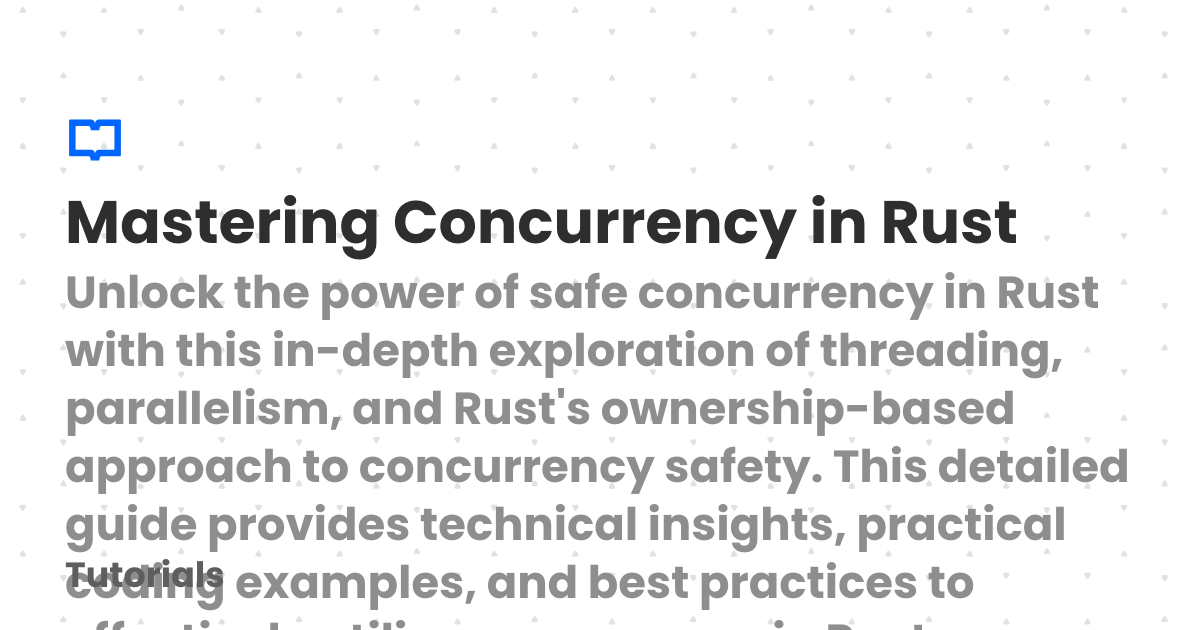 Mastering Concurrency in Rust
Unlock the power of safe concurrency in Rust
with this in-depth exploration of threading,
parallelism, and Rust's ownership-based
approach to concurrency safety. This detailed
guide provides technical insights, practical
Tutorials
coding examples, and best practices to